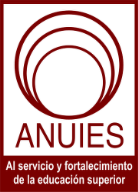 ANUIES
Al servicio y fortalecimiento
de la educación superior